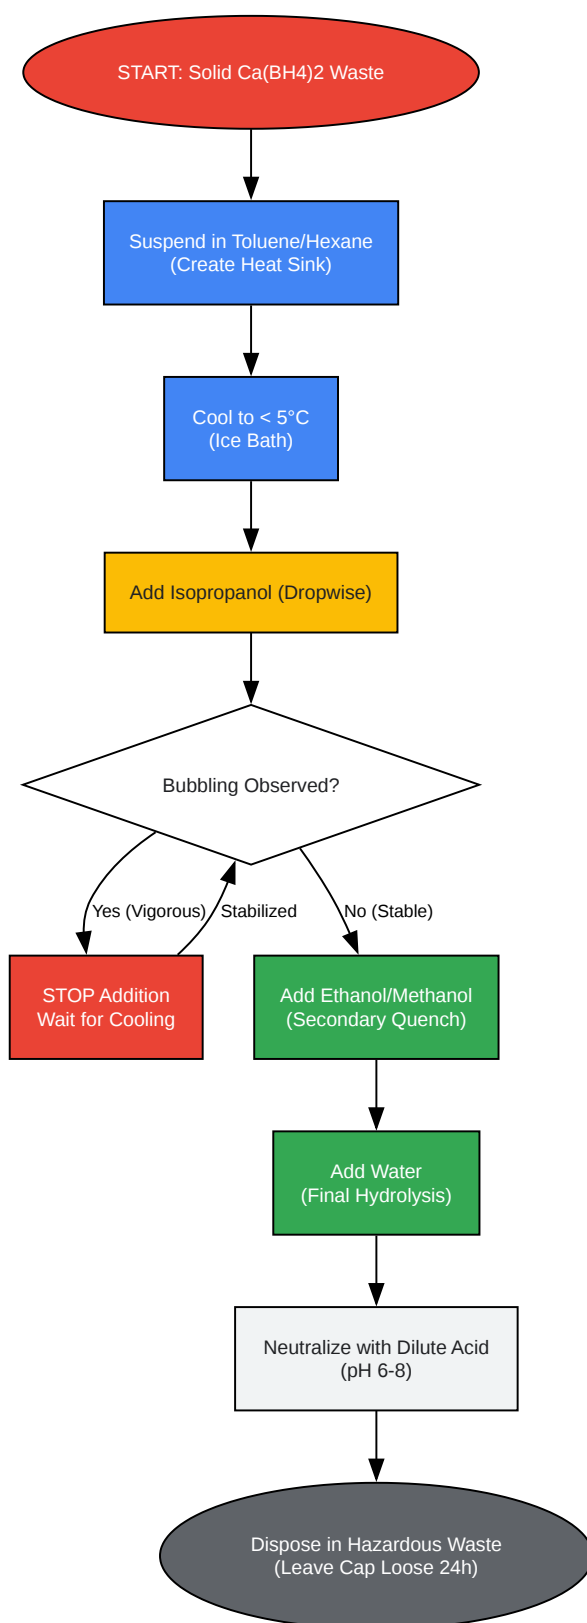 START: Solid Ca(BH4)2 Waste
Suspend in Toluene/Hexane
(Create Heat Sink)
Cool to < 5°C
(Ice Bath)
Add Isopropanol (Dropwise)
Bubbling Observed?
Yes (Vigorous)
Stabilized
No (Stable)
STOP Addition
Wait for Cooling
Add Ethanol/Methanol
(Secondary Quench)
Add Water
(Final Hydrolysis)
Neutralize with Dilute Acid
(pH 6-8)
Dispose in Hazardous Waste
(Leave Cap Loose 24h)